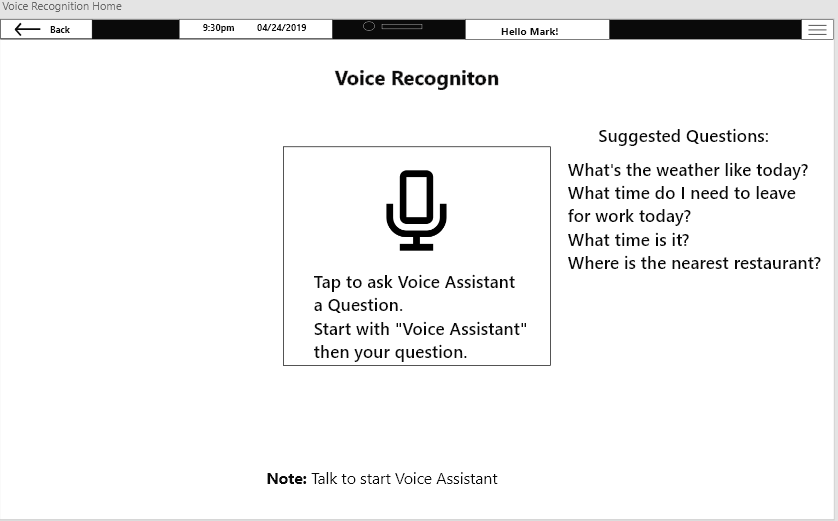 Voice Recognition Home
Back
9:30pm 04/24/2019
Hello Mark!
Voice Recogniton
Suggested Questions:
What's the weather like today?
What time do I need to leave
for work today?
What time is it?
Where is the nearest restaurant?
Tap to ask Voice Assistant
a Question.
Start with "Voice Assistant"
then your question.
Note: Talk to start Voice Assistant